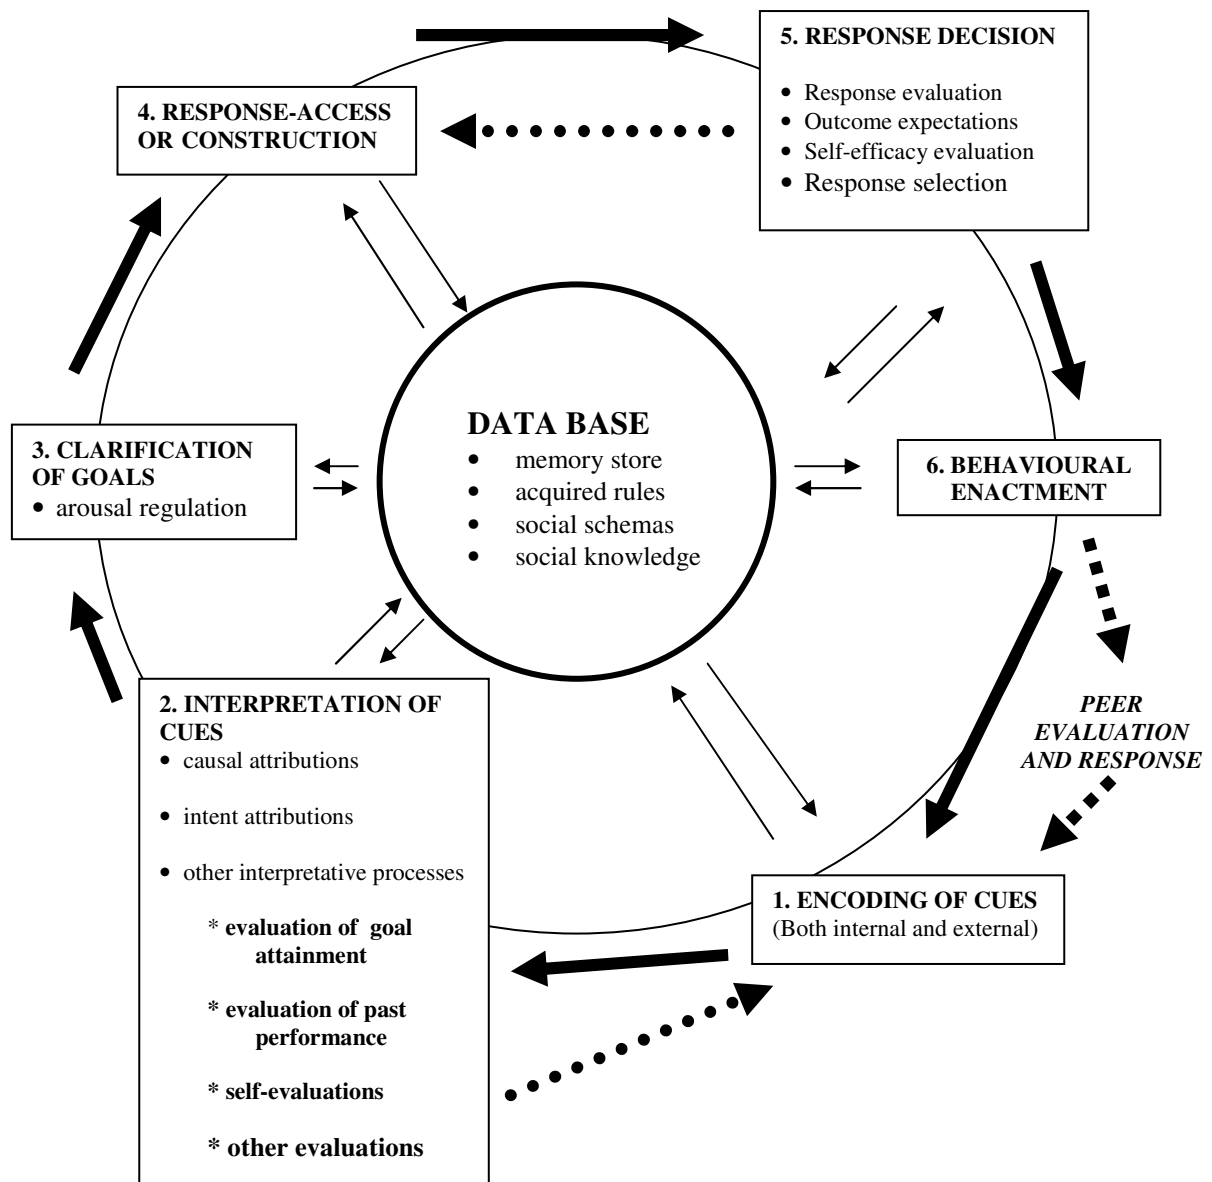 5. RESPONSE DECISION
• Response evaluation
• Outcome expectations
• Self-efficacy evaluation
• Response selection
4. RESPONSE-ACCESS
OR CONSTRUCTION
DATA BASE
• memory store
• acquired rules
• social schemas
• social knowledge
3. CLARIFICATION
OF GOALS
• arousal regulation
6. BEHAVIOURAL
ENACTMENT
2. INTERPRETATION OF
CUES
• causal attributions
• intent attributions
• other interpretative processes
* evaluation of goal
attainment
* evaluation of past
performance
* self-evaluations
* other evaluations
PEER
EVALUATION
AND RESPONSE
1. ENCODING OF CUES
(Both internal and external)